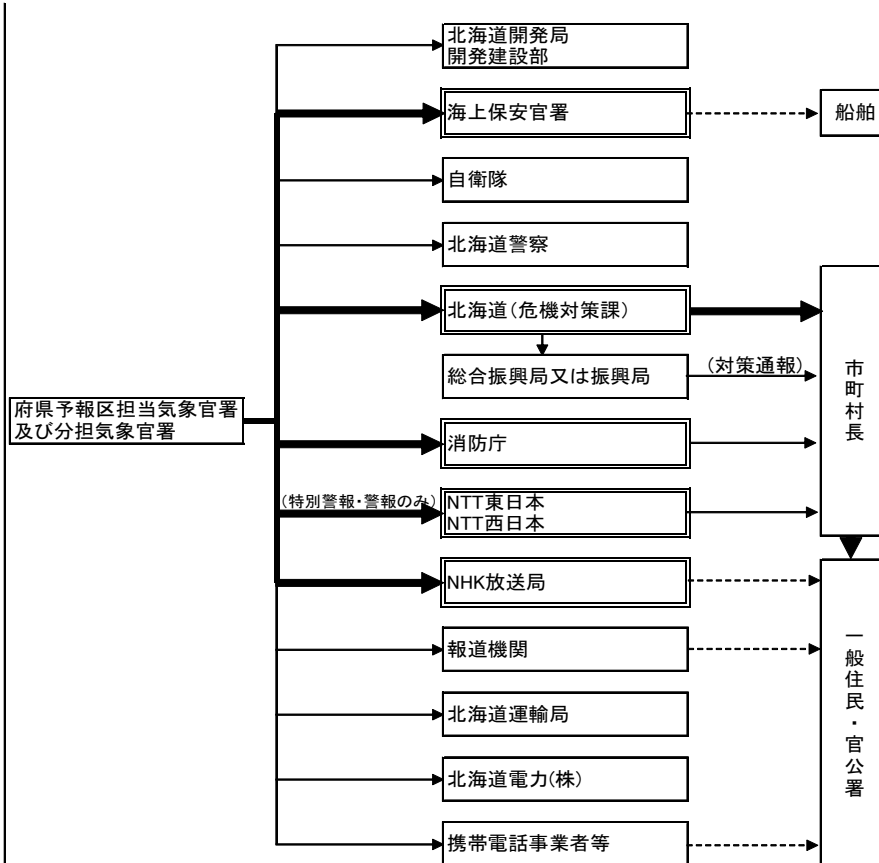 北海道開発局
開発建設部
海上保安官署
船舶
自衛隊
北海道警察
北海道(危機対策課)
総合振興局又は振興局
(対策通報)
市町村長
府県予報区担当気象官署
及び分担気象官署
消防庁
(特別警報・警報のみ)
NTT東日本
NTT西日本
NHK放送局
報道機関
一般住民・官公署
北海道運輸局
北海道電力(株)
携帯電話事業者等